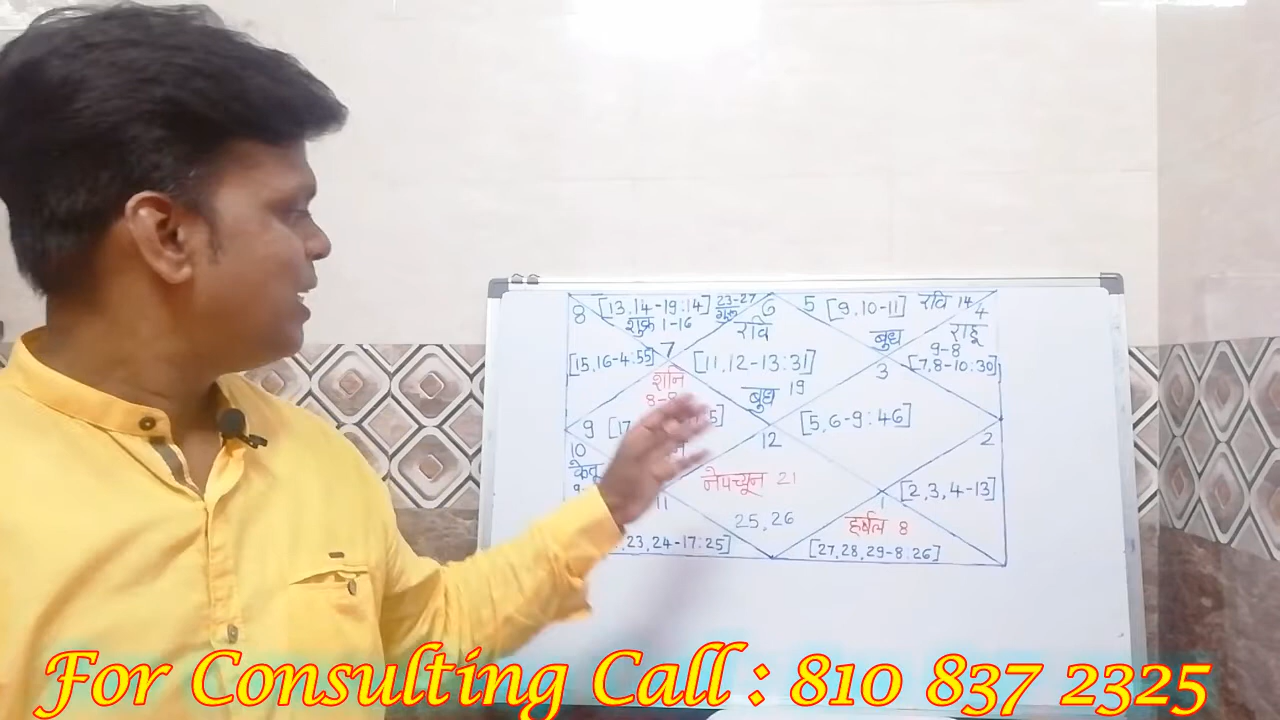 8 [13,14-19:14] 23-27 6 5 [9,10-11] रवि 14 4
शुक्र 1-16 गुरू रवि बुध राहू
9-8
[15,16-4:55] 7 [11,12-13:31] 3 [7,8-10:30]
शनि
बुध 19
9 [17 5] [5,6-9:46]
10 12 2
केतू
नेपच्यून 21
[2,3,4-13]
11 1
25,26 हर्षल 8
,23,24-17:25] [27,28,29-8:26]
For Consulting Call : 810 837 2325